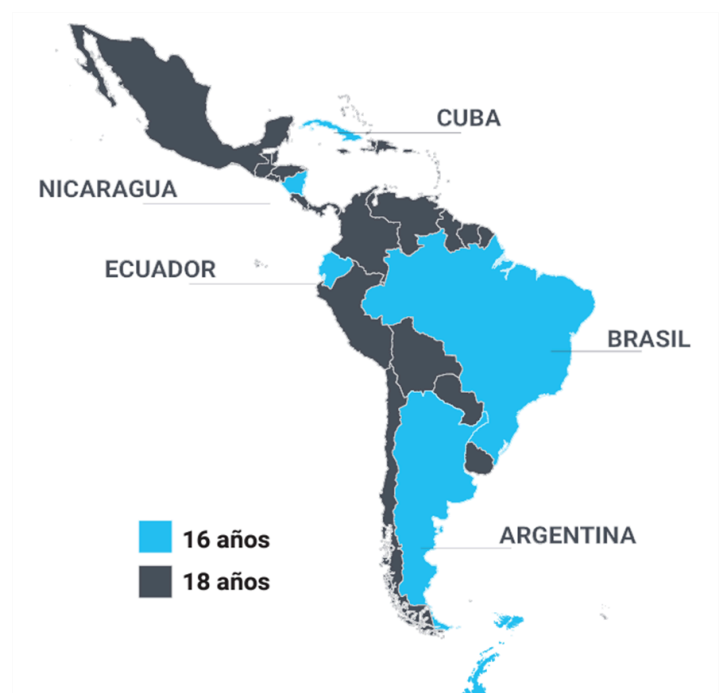 CUBA
NICARAGUA
ECUADOR
BRASIL
ARGENTINA
16 años
18 años